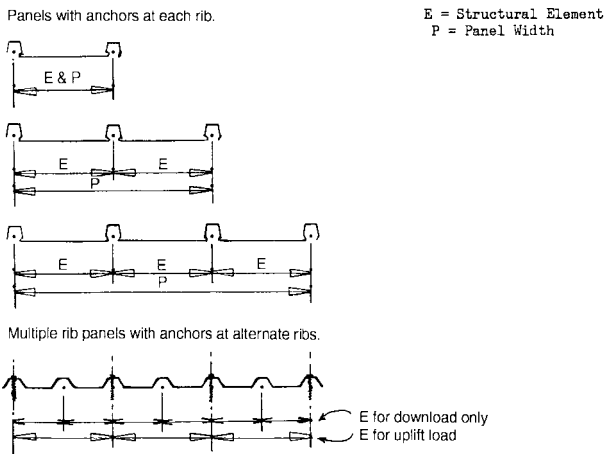 Panels with anchors at each rib.
E = Structural Element
P = Panel Width
E & P
E E
P
E E E
P
Multiple rib panels with anchors at alternate ribs.
E for download only
E for uplift load